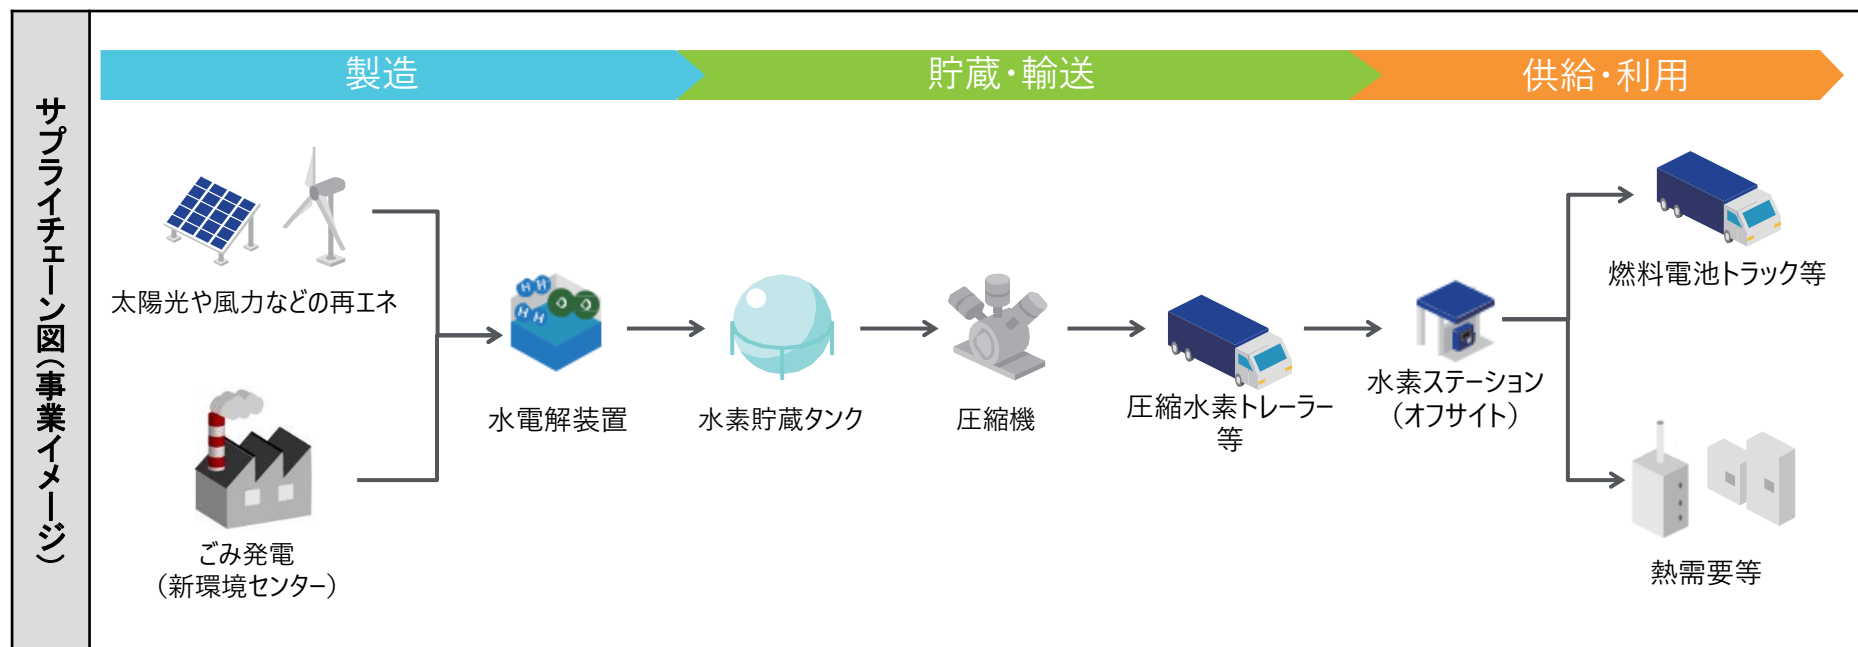 サプライチェーン図(事業イメージ)
製造
貯蔵・輸送
供給・利用
太陽光や風力などの再エネ
ごみ発電
(新環境センター)
水電解装置
水素貯蔵タンク
圧縮機
圧縮水素トレーラー
等
水素ステーション
(オフサイト)
燃料電池トラック等
熱需要等
H H
H H